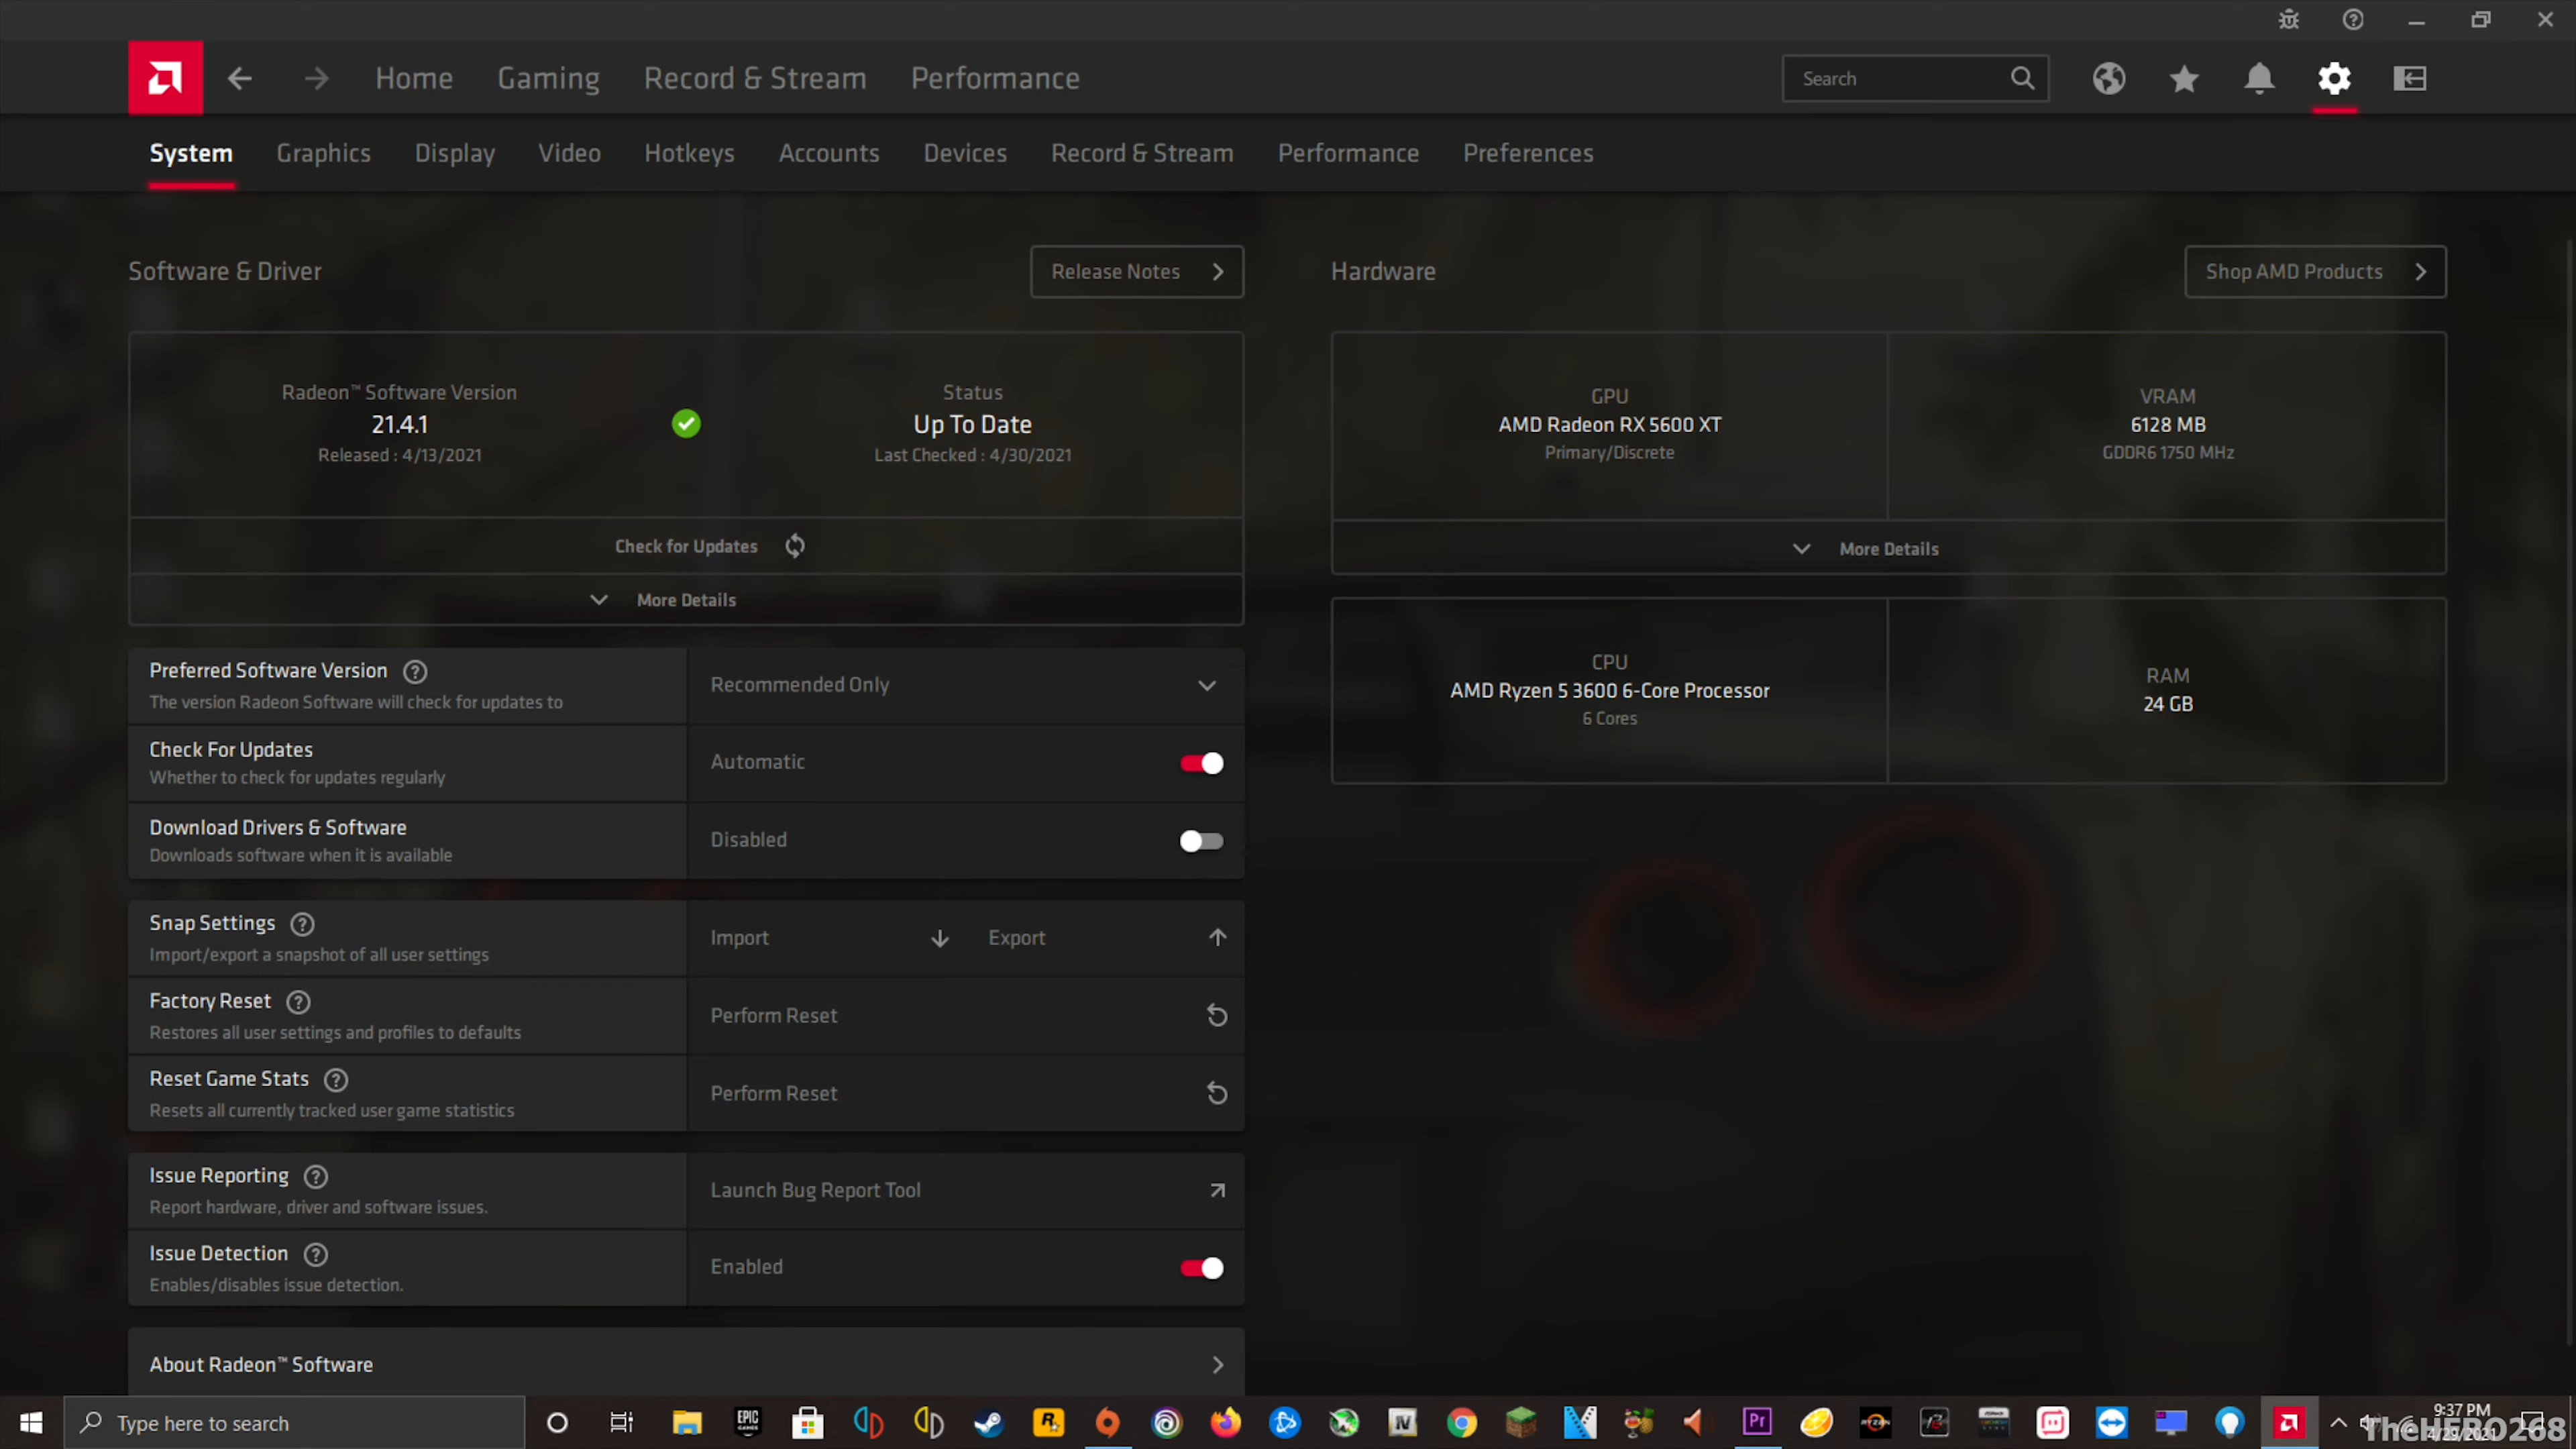 Home Gaming Record & Stream Performance Search
System Graphics Display Video Hotkeys Accounts Devices Record & Stream Performance Preferences
Software & Driver
Release Notes
Radeon™ Software Version
21.4.1
Released : 4/13/2021
Status
Up To Date
Last Checked : 4/30/2021
Check for Updates
More Details
Preferred Software Version
The version Radeon Software will check for updates to
Recommended Only
Check For Updates
Whether to check for updates regularly
Automatic
Download Drivers & Software
Downloads software when it is available
Disabled
Snap Settings
Import/export a snapshot of all user settings
Import
Export
Factory Reset
Restores all user settings and profiles to defaults
Perform Reset
Reset Game Stats
Resets all currently tracked user game statistics
Perform Reset
Issue Reporting
Report hardware, driver and software issues.
Launch Bug Report Tool
Issue Detection
Enables/disables issue detection.
Enabled
About Radeon™ Software
Hardware
Shop AMD Products
GPU
AMD Radeon RX 5600 XT
Primary/Discrete
VRAM
6128 MB
GDDR6 1750 MHz
More Details
CPU
AMD Ryzen 5 3600 6-Core Processor
6 Cores
RAM
24 GB
Type here to search
EPIC
GAMES
R
IV
Pr
RYZEN
9:37 PM
4/29/2021
TheHERO268